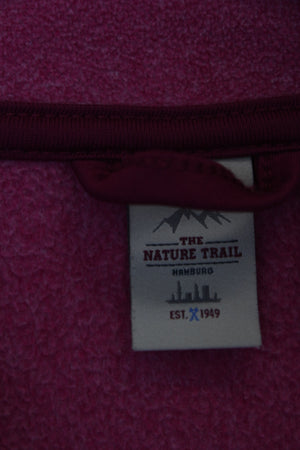 THE
NATURE TRAIL
HAMBURG
EST. 1949